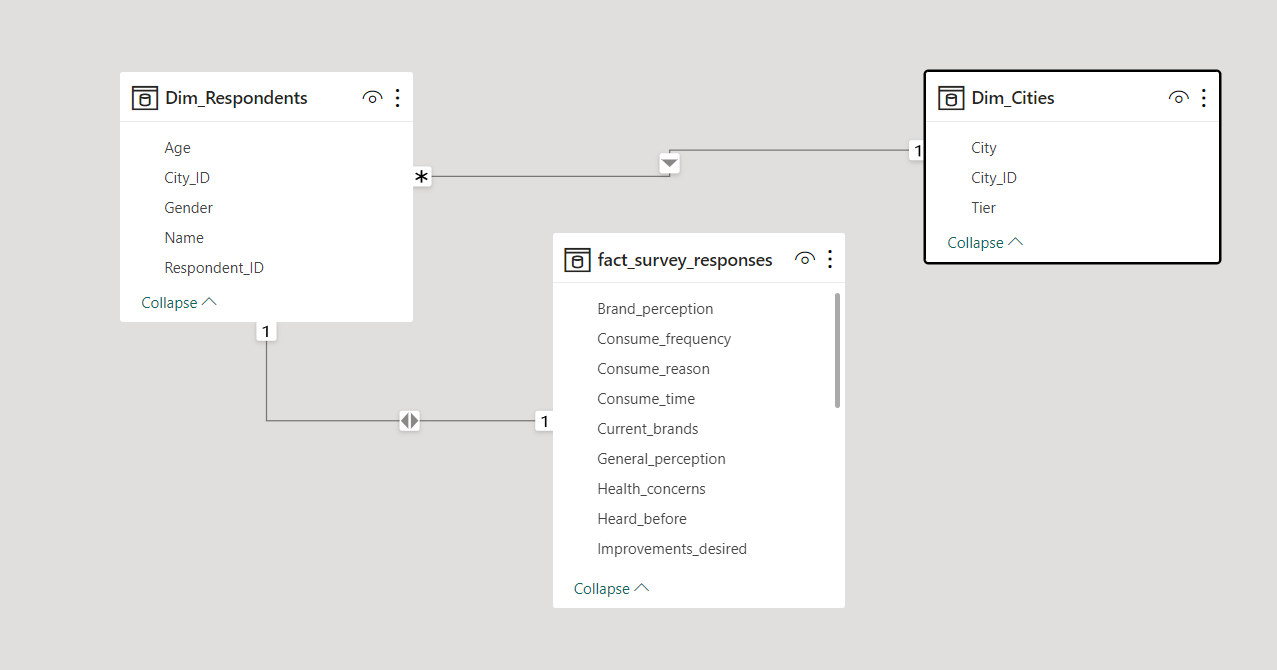 Dim_Respondents
Age
City_ID
Gender
Name
Respondent_ID
Collapse
*
1
1
Dim_Cities
City
City_ID
Tier
Collapse
fact_survey_responses
Brand_perception
Consume_frequency
Consume_reason
Consume_time
Current_brands
General_perception
Health_concerns
Heard_before
Improvements_desired
Collapse
1